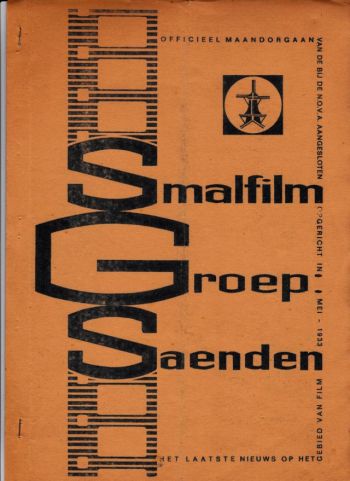 OFFICIEEL MAANDORGAAN
VAN DE BIJ DE N.O.V.A. AANGESLOTEN
OPGERICHT IN MEI - 1933
Smalfilm
Groep
Saenden
HET LAATSTE NIEUWS OP HET
GEBIED VAN FILM